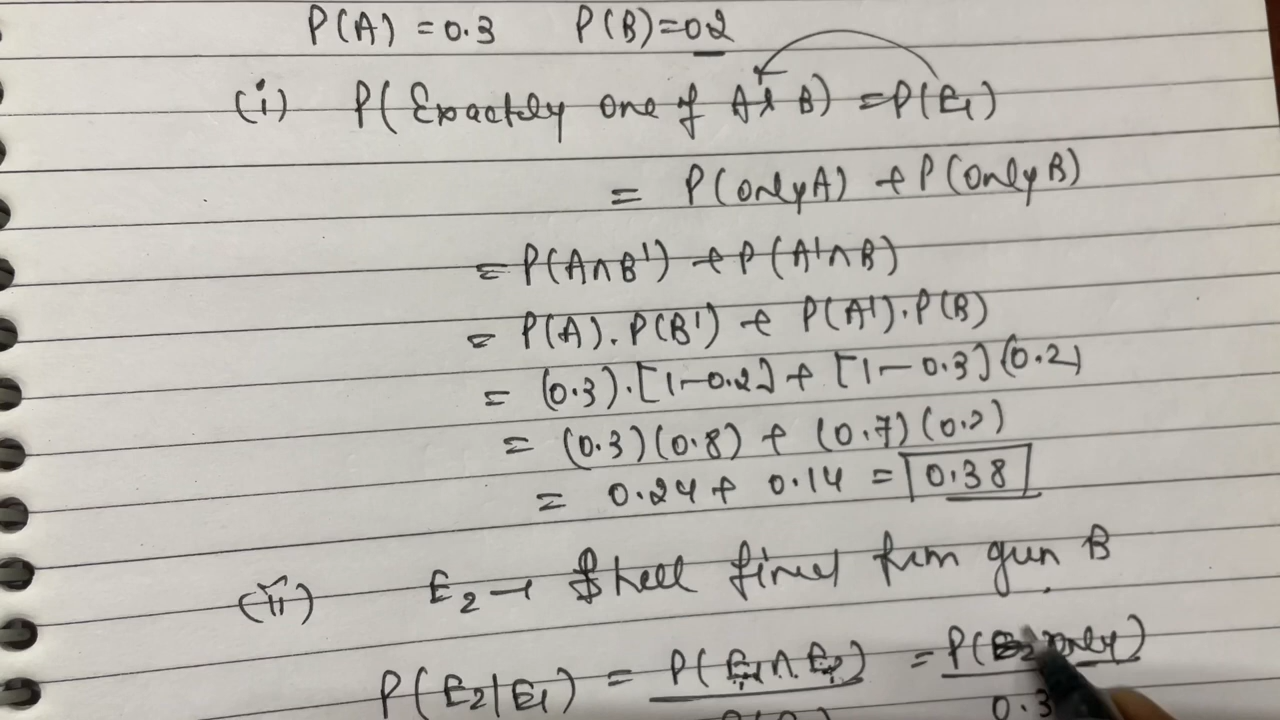 P(A) = 0.3 P(B) = 0.2
(i) P(Exactly one of A & B) = P(E1)
= P(only A) + P(only B)
= P(A∩B') + P(A'∩B)
= P(A).P(B') + P(A').P(B)
= (0.3).[1-0.2] + [1-0.3](0.2)
= (0.3)(0.8) + (0.7)(0.2)
= 0.24 + 0.14 = 0.38
(ii) E2 → Shell fired from gun B
P(E2|E1) = P(E1∩E2) = P( only)
0.3